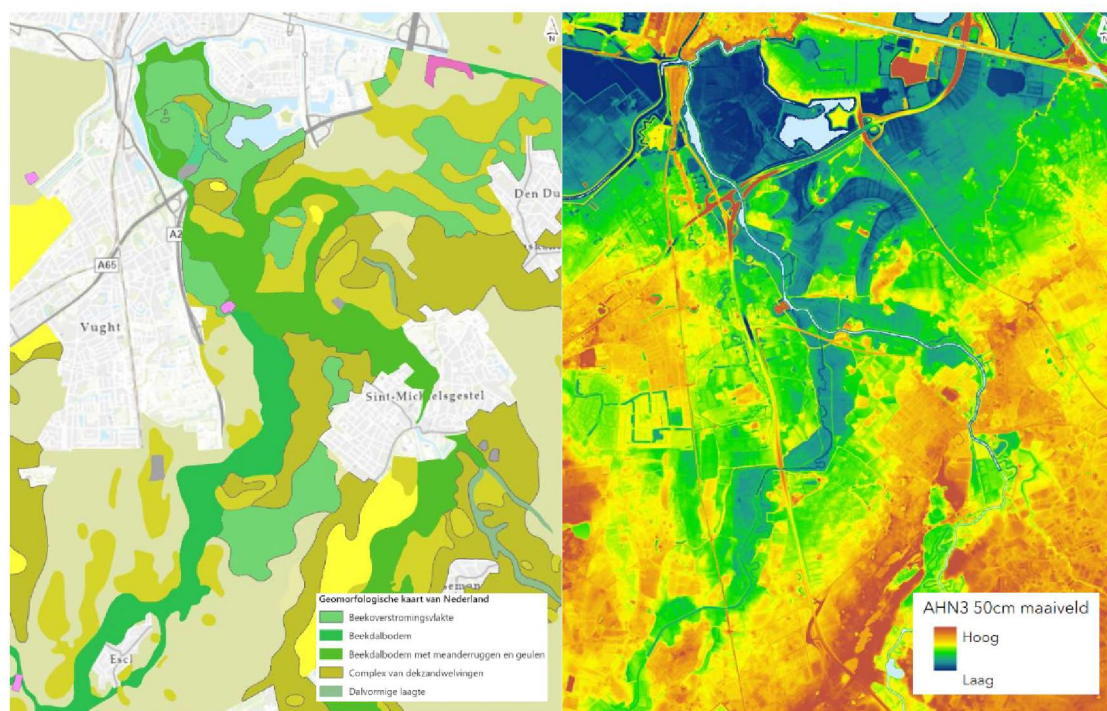 N
N
Den Du
A2
A65
Vught
Sint-Michielsgestel
Esch
Geomorfologische kaart van Nederland
Beekoverstromingsvlakte
Beekdalbodem
Beekdalbodem met meanderruggen en geulen
Complex van dekzandwelvingen
Dalvormige laagte
AHN3 50cm maaiveld
Hoog
Laag